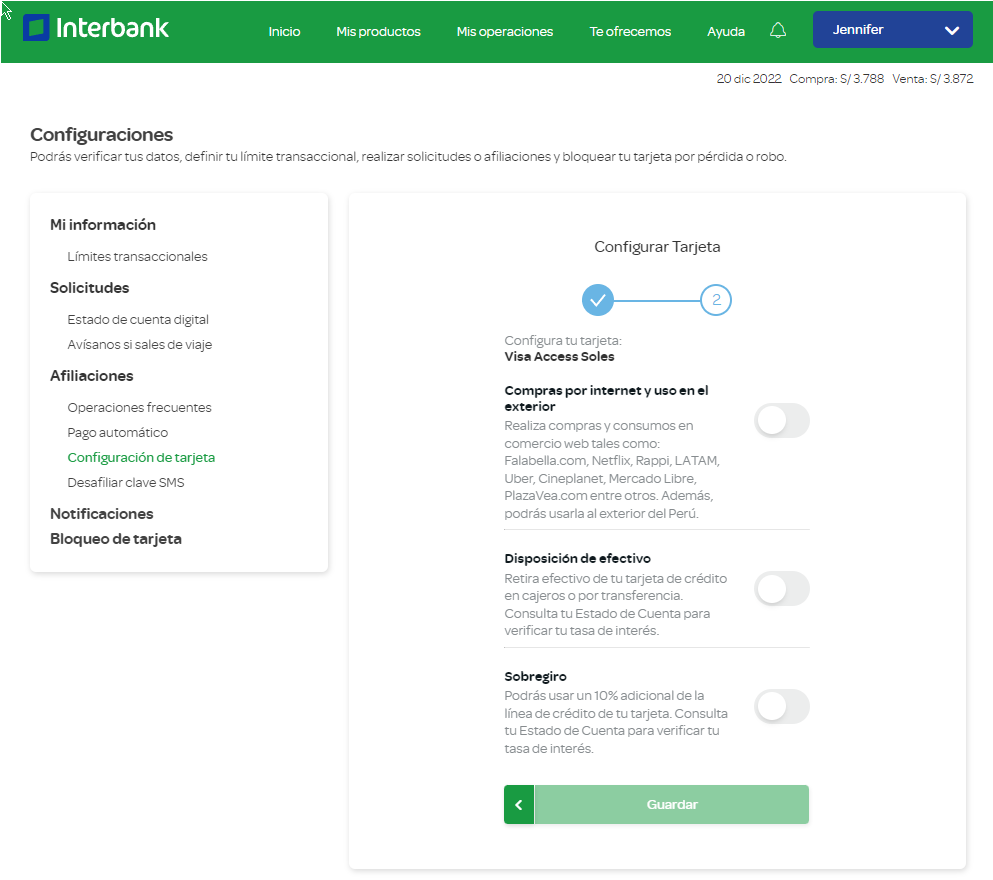 Interbank
Inicio
Mis productos
Mis operaciones
Te ofrecemos
Ayuda
Jennifer
20 dic 2022 Compra: S/ 3.788 Venta: S/ 3.872
Configuraciones
Podrás verificar tus datos, definir tu límite transaccional, realizar solicitudes o afiliaciones y bloquear tu tarjeta por pérdida o robo.
Mi información
Límites transaccionales
Solicitudes
Estado de cuenta digital
Avísanos si sales de viaje
Afiliaciones
Operaciones frecuentes
Pago automático
Configuración de tarjeta
Desafiliar clave SMS
Notificaciones
Bloqueo de tarjeta
Configurar Tarjeta
2
Configura tu tarjeta:
Visa Access Soles
Compras por internet y uso en el
exterior
Realiza compras y consumos en
comercio web tales como:
Falabella.com, Netflix, Rappi, LATAM,
Uber, Cineplanet, Mercado Libre,
PlazaVea.com entre otros. Además,
podrás usarla al exterior del Perú.
Disposición de efectivo
Retira efectivo de tu tarjeta de crédito
en cajeros o por transferencia.
Consulta tu Estado de Cuenta para
verificar tu tasa de interés.
Sobregiro
Podrás usar un 10% adicional de la
línea de crédito de tu tarjeta. Consulta
tu Estado de Cuenta para verificar tu
tasa de interés.
Guardar